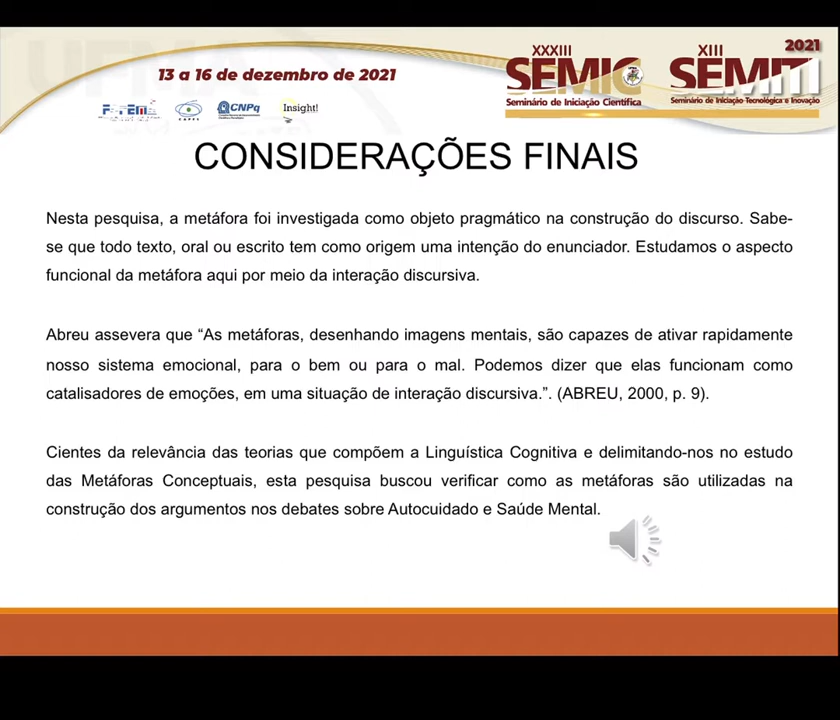 UFMA
2021
XXXIII
XIII
13 a 16 de dezembro de 2021
SEMIC
SEMITI
Seminário de Iniciação Científica
Seminário de Iniciação Tecnológica e Inovação
FAPEMA
CAPES
CNPq
Insight!
CONSIDERAÇÕES FINAIS
Nesta pesquisa, a metáfora foi investigada como objeto pragmático na construção do discurso. Sabe-
se que todo texto, oral ou escrito tem como origem uma intenção do enunciador. Estudamos o aspecto
funcional da metáfora aqui por meio da interação discursiva.
Abreu assevera que “As metáforas, desenhando imagens mentais, são capazes de ativar rapidamente
nosso sistema emocional, para o bem ou para o mal. Podemos dizer que elas funcionam como
catalisadores de emoções, em uma situação de interação discursiva.”. (ABREU, 2000, p. 9).
Cientes da relevância das teorias que compõem a Linguística Cognitiva e delimitando-nos no estudo
das Metáforas Conceptuais, esta pesquisa buscou verificar como as metáforas são utilizadas na
construção dos argumentos nos debates sobre Autocuidado e Saúde Mental.